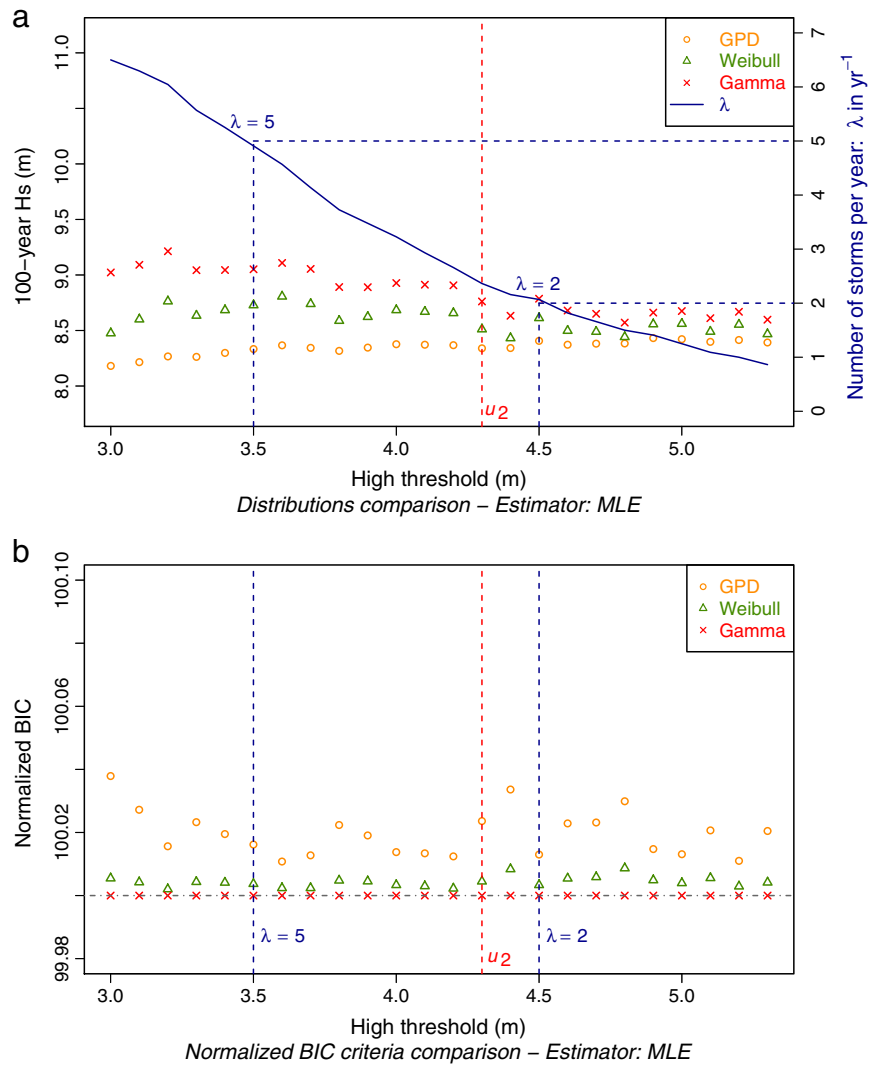 a
GPD
Weibull
Gamma
λ
λ = 5
λ = 2
u2
100−year Hs (m)
8.0 8.5 9.0 9.5 10.0 11.0
Number of storms per year: λ in yr−1
0 1 2 3 4 5 6 7
3.0 3.5 4.0 4.5 5.0
High threshold (m)
Distributions comparison − Estimator: MLE
b
GPD
Weibull
Gamma
Normalized BIC
99.98 100.02 100.06 100.10
λ = 5
u2
λ = 2
3.0 3.5 4.0 4.5 5.0
High threshold (m)
Normalized BIC criteria comparison − Estimator: MLE